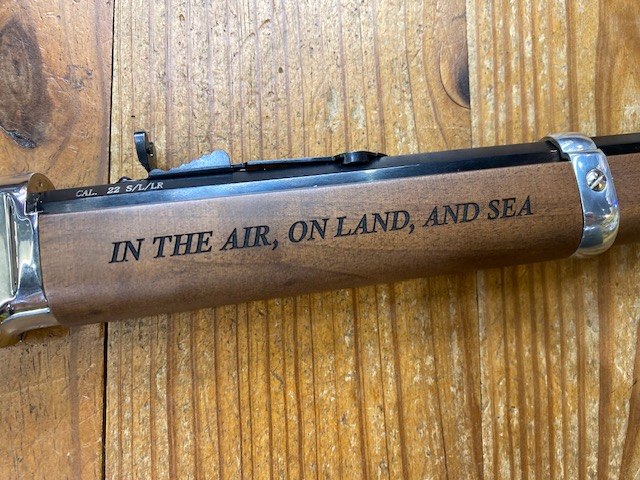 CAL. 22 S/L/LR
IN THE AIR, ON LAND, AND SEA